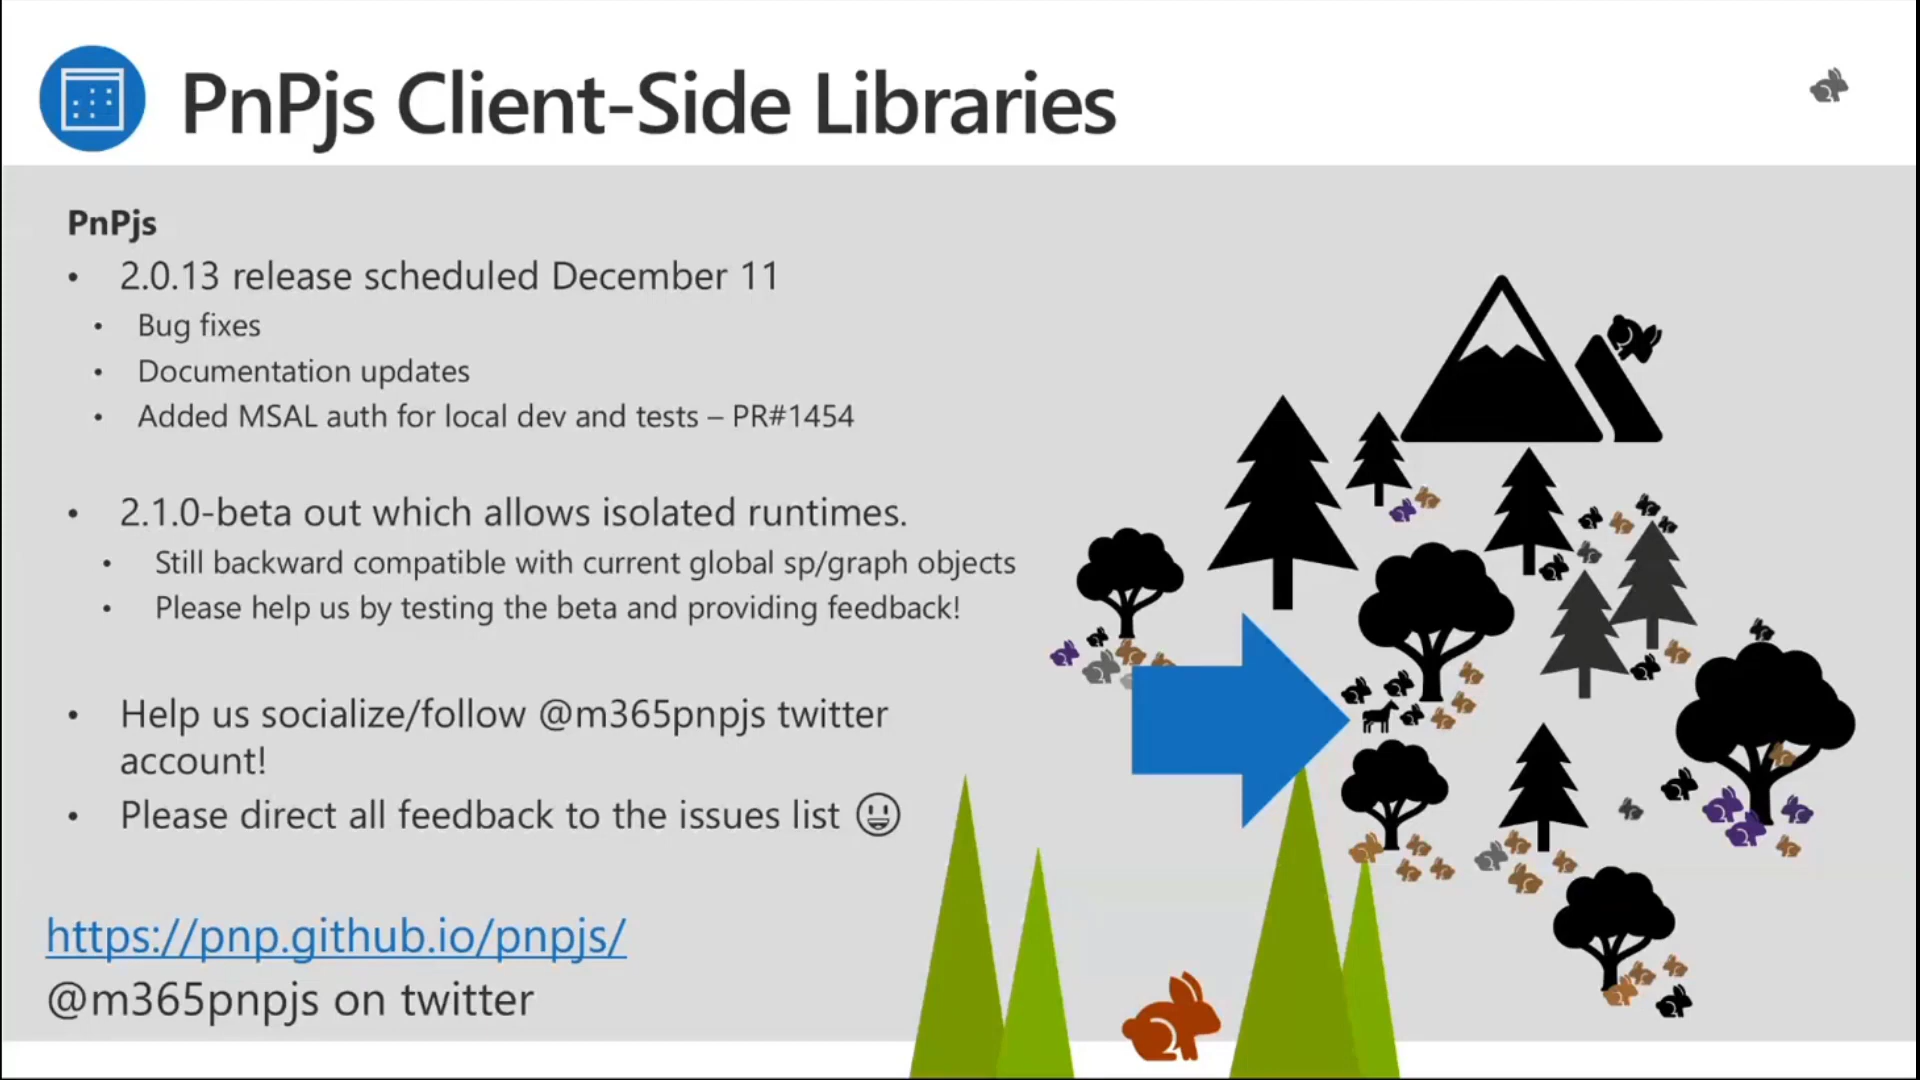 PnPjs Client-Side Libraries
PnPjs
• 2.0.13 release scheduled December 11
• Bug fixes
• Documentation updates
• Added MSAL auth for local dev and tests – PR#1454
• 2.1.0-beta out which allows isolated runtimes.
• Still backward compatible with current global sp/graph objects
• Please help us by testing the beta and providing feedback!
• Help us socialize/follow @m365pnpjs twitter
account!
• Please direct all feedback to the issues list 😃
https://pnp.github.io/pnpjs/
@m365pnpjs on twitter